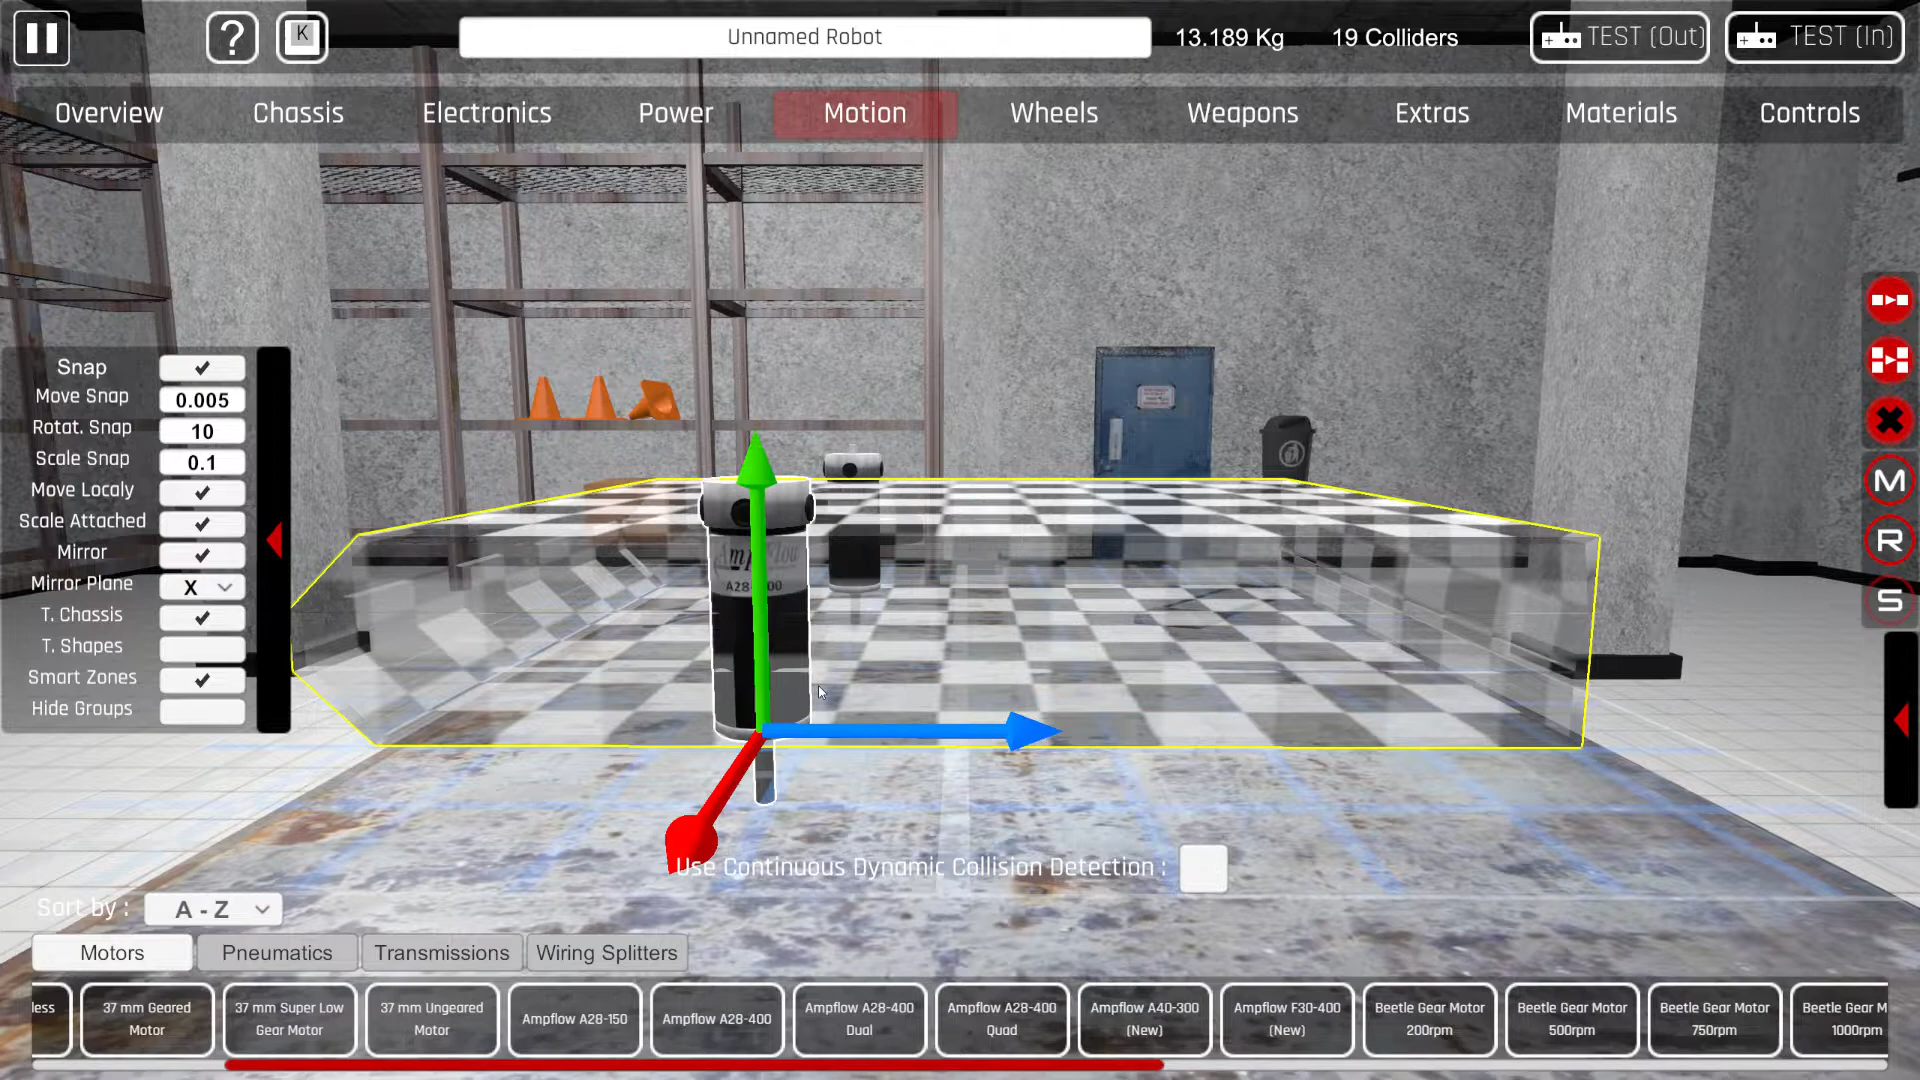 K
Unnamed Robot
13.189 Kg
19 Colliders
TEST (Out)
TEST (In)
Overview
Chassis
Electronics
Power
Motion
Wheels
Weapons
Extras
Materials
Controls
Snap
Move Snap
0.005
Rotat. Snap
10
Scale Snap
0.1
Move Localy
Scale Attached
Mirror
Mirror Plane
X
T. Chassis
T. Shapes
Smart Zones
Hide Groups
M
R
S
Use Continuous Dynamic Collision Detection :
Sort by :
A - Z
Motors
Pneumatics
Transmissions
Wiring Splitters
less
37 mm Geared
Motor
37 mm Super Low
Gear Motor
37 mm Ungeared
Motor
Ampflow A28-150
Ampflow A28-400
Ampflow A28-400
Dual
Ampflow A28-400
Quad
Ampflow A40-300
(New)
Ampflow F30-400
(New)
Beetle Gear Motor
200rpm
Beetle Gear Motor
500rpm
Beetle Gear Motor
750rpm
Beetle Gear M
1000rpm